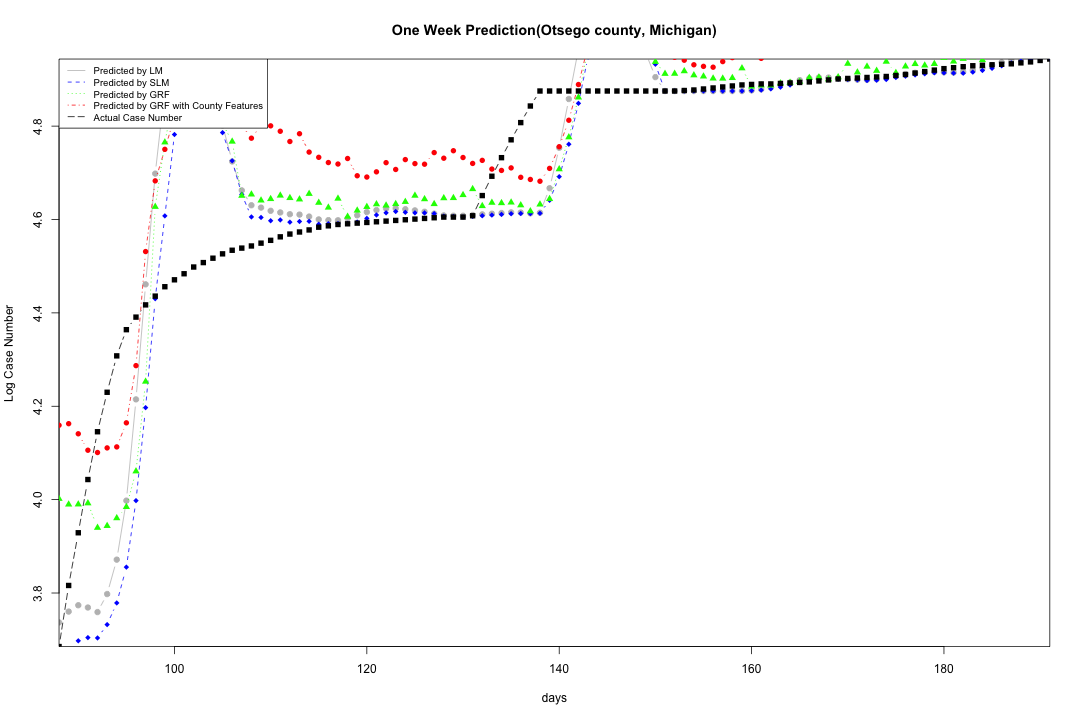 One Week Prediction(Otsego county, Michigan)
Predicted by LM
Predicted by SLM
Predicted by GRF
Predicted by GRF with County Features
Actual Case Number
Log Case Number
4.8
4.6
4.4
4.2
4.0
3.8
100
120
140
160
180
days